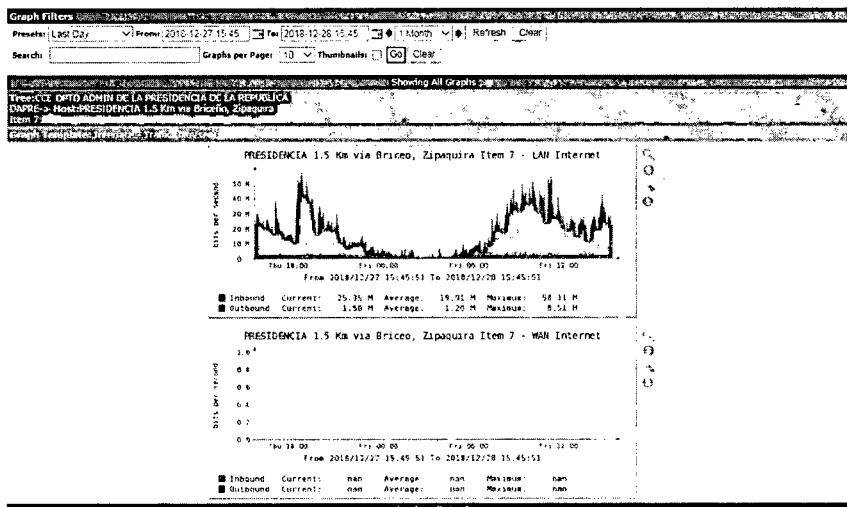 Graph Filters
Presets: Last Day From: 2018-12-27 15:45 To: 2018-12-28 15:45 1 Month Refresh Clear
Search: Graphs per Page: 10 Thumbnails: Go Clear
Showing All Graphs
Tree:CCE DPTO ADMIN DE LA PRESIDENCIA DE LA REPUBLICA
DAPRE-> Host:PRESIDENCIA 1.5 Km via Briceño, Zipaquira
Item 7
PRESIDENCIA 1.5 Km via Briceo, Zipaquira Item 7 - LAN Internet
bits per second
50 M
40 M
30 M
20 M
10 M
0
Thu 18:00 Fri 00:00 Fri 06:00 Fri 12:00
From 2018/12/27 15:45:51 To 2018/12/28 15:45:51
Inbound Current: 25.35 M Average: 19.91 M Maximum: 58.11 M
Outbound Current: 1.50 M Average: 1.20 M Maximum: 8.51 M
PRESIDENCIA 1.5 Km via Briceo, Zipaquira Item 7 - WAN Internet
bits per second
1.0
0.8
0.6
0.4
0.2
0.0
Thu 18:00 Fri 00:00 Fri 06:00 Fri 12:00
From 2018/12/27 15:45:51 To 2018/12/28 15:45:51
Inbound Current: nan Average: nan Maximum: nan
Outbound Current: nan Average: nan Maximum: nan